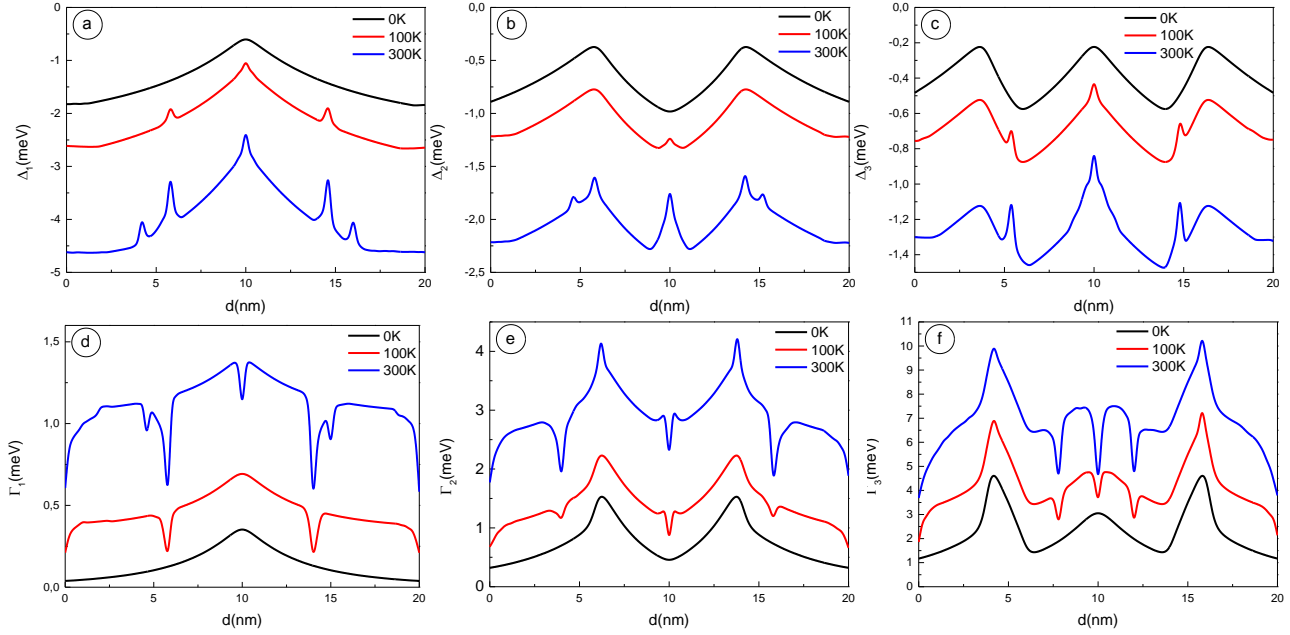 a
0K
100K
300K
0
-1
-2
-3
-4
-5
Δ1(meV)
0
5
10
15
20
d(nm)
b
0K
100K
300K
0,0
-0,5
-1,0
-1,5
-2,0
-2,5
Δ2(meV)
0
5
10
15
20
d(nm)
c
0K
100K
300K
0,0
-0,2
-0,4
-0,6
-0,8
-1,0
-1,2
-1,4
Δ3(meV)
0
5
10
15
20
d(nm)
d
0K
100K
300K
1,5
1,0
0,5
0,0
Γ1(meV)
0
5
10
15
20
d(nm)
e
0K
100K
300K
4
3
2
1
0
Γ2(meV)
0
5
10
15
20
d(nm)
f
0K
100K
300K
11
10
9
8
7
6
5
4
3
2
1
0
Γ3(meV)
0
5
10
15
20
d(nm)